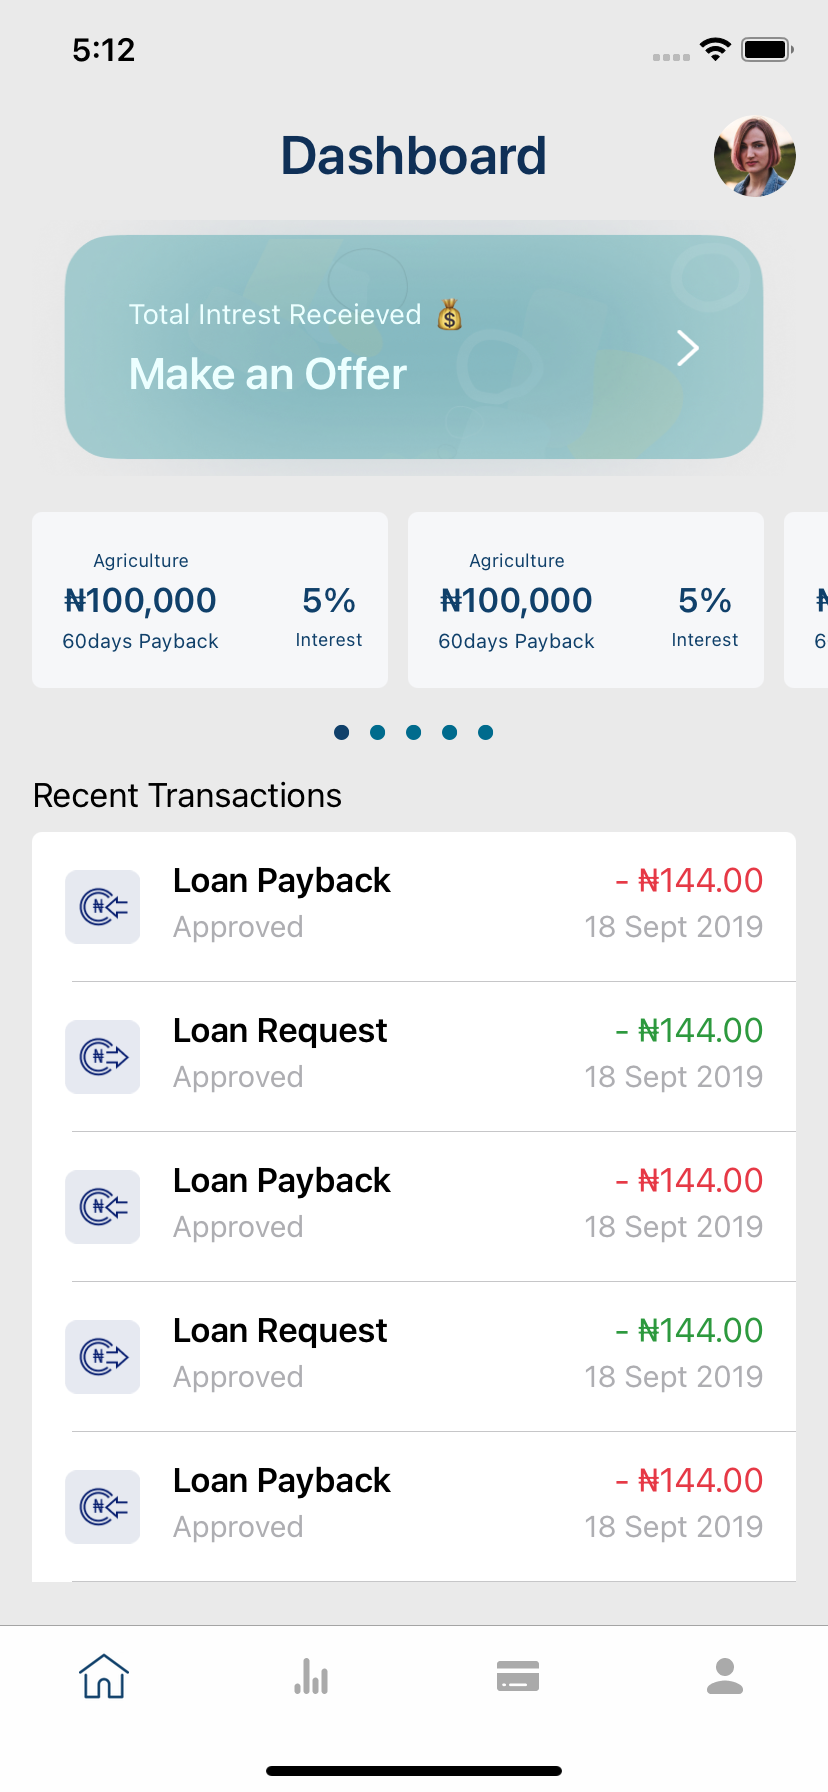 5:12
Dashboard
Total Intrest Receieved 💰
Make an Offer
Agriculture
₦100,000
60days Payback
5%
Interest
Agriculture
₦100,000
60days Payback
5%
Interest
Recent Transactions
Loan Payback
- ₦144.00
Approved
18 Sept 2019
Loan Request
- ₦144.00
Approved
18 Sept 2019
Loan Payback
- ₦144.00
Approved
18 Sept 2019
Loan Request
- ₦144.00
Approved
18 Sept 2019
Loan Payback
- ₦144.00
Approved
18 Sept 2019